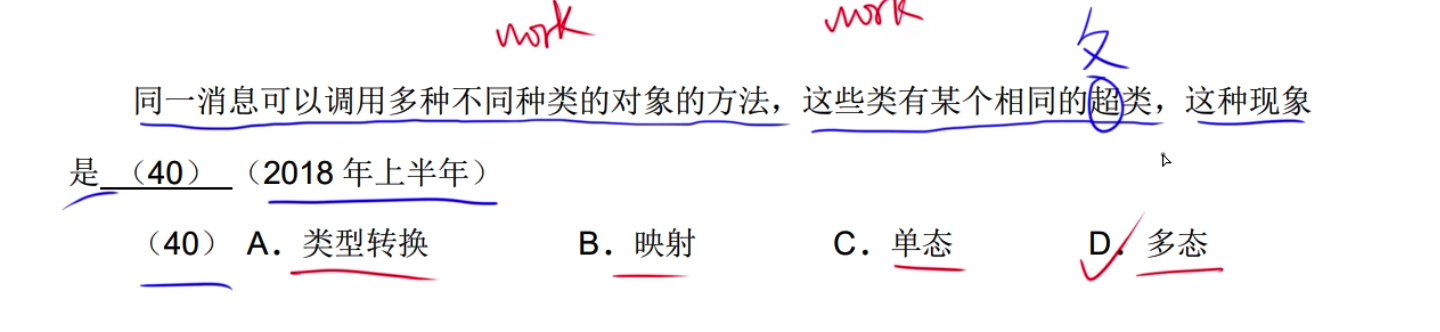 work work
父
同一消息可以调用多种不同种类的对象的方法，这些类有某个相同的超类，这种现象
是（40）（2018 年上半年）
（40） A．类型转换 B．映射 C．单态 D．多态